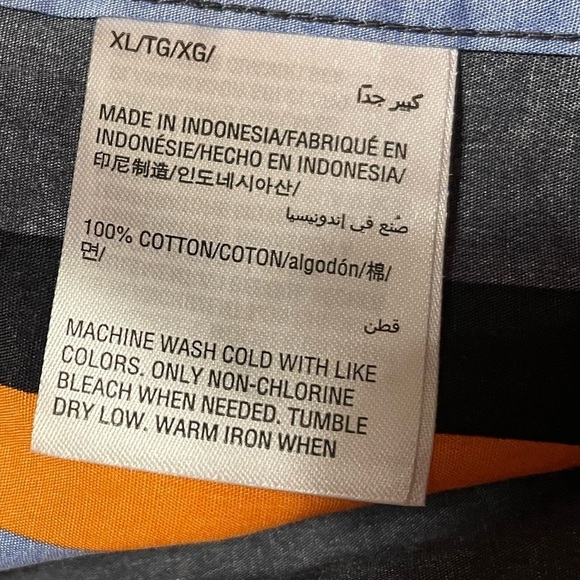 XL/TG/XG/
كبير جدًا
MADE IN INDONESIA/FABRIQUÉ EN
INDONÉSIE/HECHO EN INDONESIA/
印尼制造/인도네시아산/
صُنع في إندونيسيا
100% COTTON/COTON/algodón/棉/
면/
قطن
MACHINE WASH COLD WITH LIKE
COLORS. ONLY NON-CHLORINE
BLEACH WHEN NEEDED. TUMBLE
DRY LOW. WARM IRON WHEN